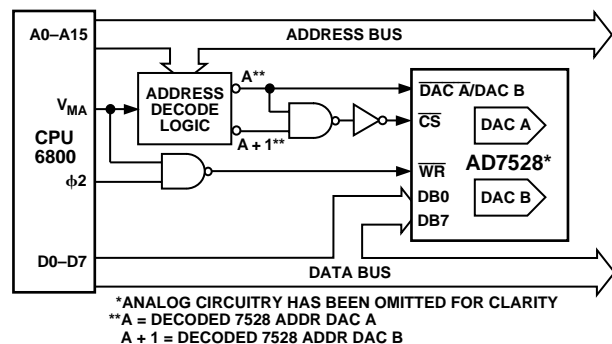 A0–A15
ADDRESS BUS
A**
ADDRESS
DECODE
LOGIC
DAC A/DAC B
VMA
CS
DAC A
CPU
6800
A + 1**
AD7528*
WR
ϕ2
DB0
DAC B
DB7
D0–D7
DATA BUS
*ANALOG CIRCUITRY HAS BEEN OMITTED FOR CLARITY
**A = DECODED 7528 ADDR DAC A
A + 1 = DECODED 7528 ADDR DAC B